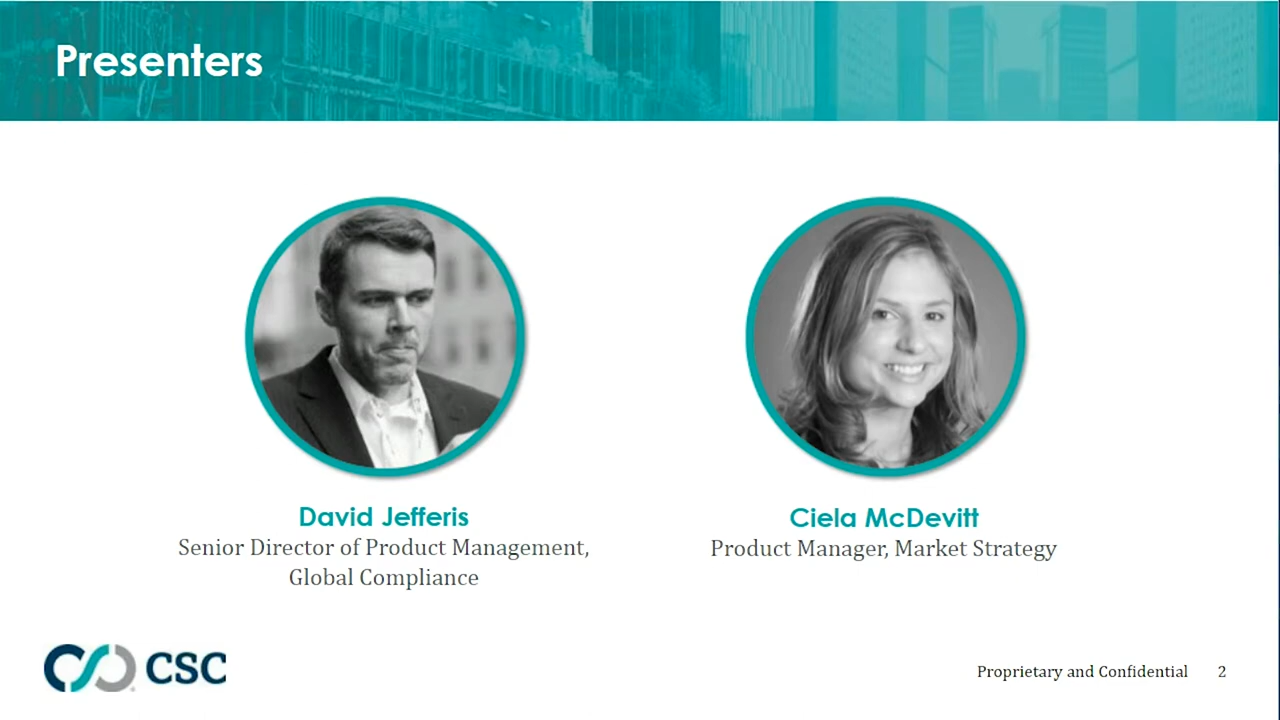 Presenters
David Jefferis
Senior Director of Product Management,
Global Compliance
Ciela McDevitt
Product Manager, Market Strategy
CSC
Proprietary and Confidential 2